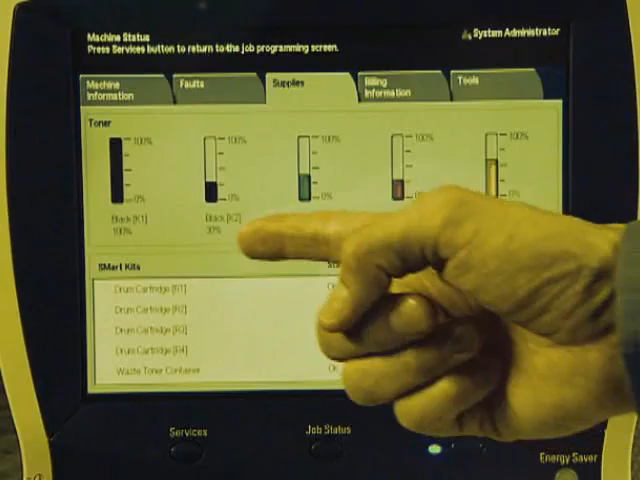 Machine Status
Press Services button to return to the job programming screen.
System Administrator
Machine
Information
Faults
Supplies
Billing
Information
Tools
Toner
100%
100%
100%
100%
100%
0%
0%
0%
0%
0%
Black [K1]
100%
Black [K2]
30%
SMart Kits
Drum Cartridge [R1]
Drum Cartridge [R2]
Drum Cartridge [R3]
Drum Cartridge [R4]
Waste Toner Container
Services
Job Status
Energy Saver